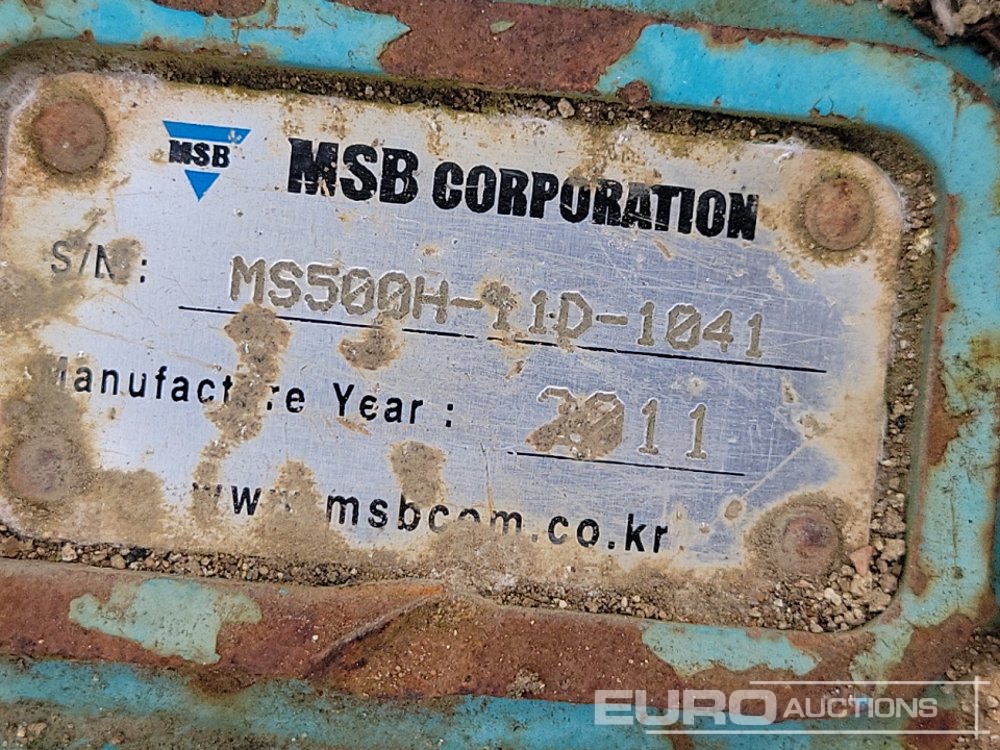 MSB
MSB CORPORATION
S/N : MS500H-11D-1041
Manufacture Year : 2011
www.msbcom.co.kr
EURO AUCTIONS